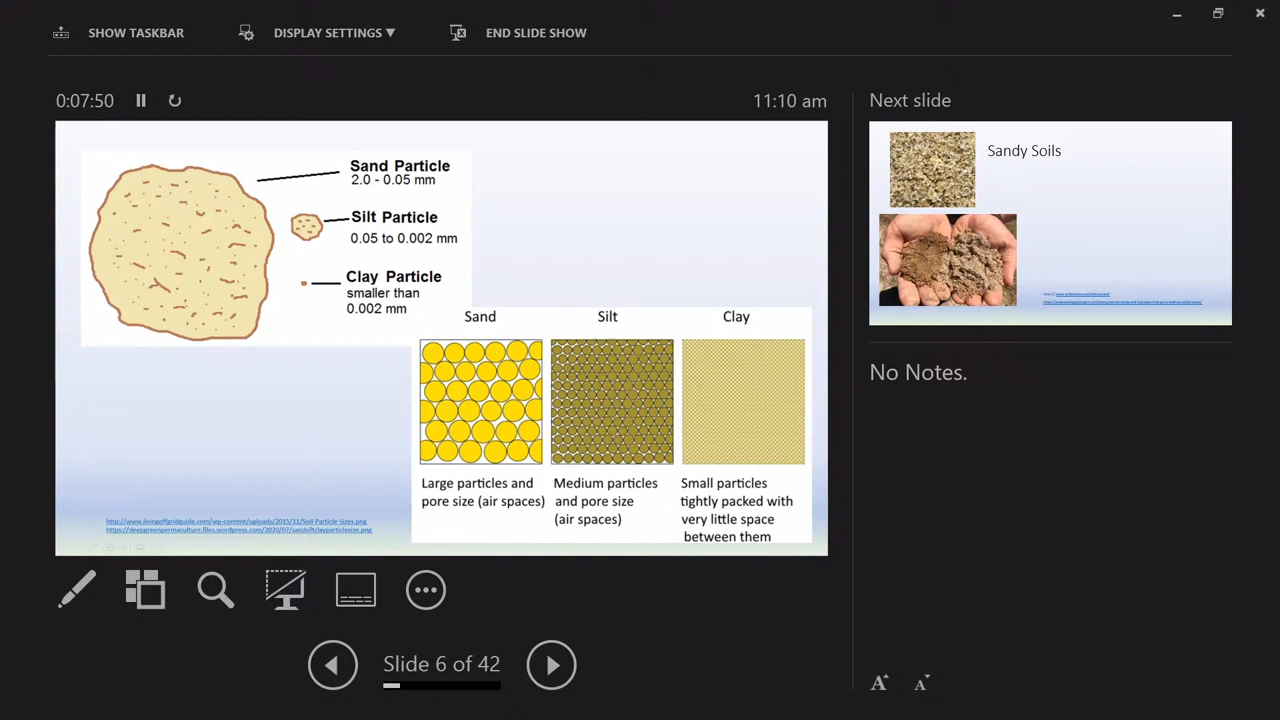 SHOW TASKBAR
DISPLAY SETTINGS ▼
END SLIDE SHOW
0:07:50
11:10 am
Sand Particle
2.0 - 0.05 mm
Silt Particle
0.05 to 0.002 mm
Clay Particle
smaller than
0.002 mm
Sand Silt Clay
Large particles and
pore size (air spaces)
Medium particles
and pore size
(air spaces)
Small particles
tightly packed with
very little space
between them
http://www.livingoffgridguide.com/wp-content/uploads/2015/11/Soil-Particle-Sizes.png
https://deepgreenpermaculture.files.wordpress.com/2020/07/sandsiltclayparticlesize.png
Slide 6 of 42
Next slide
Sandy Soils
No Notes.
A A